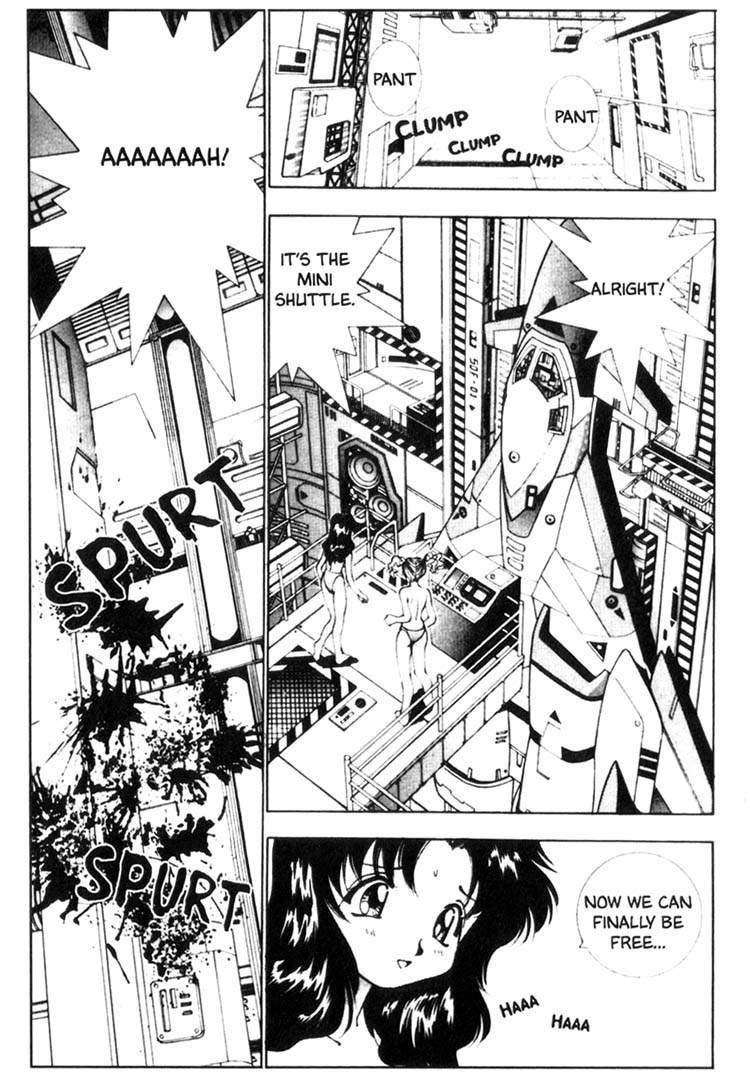 AAAAAAAH!
SPURT
SPURT
PANT
PANT
CLUMP
CLUMP
CLUMP
IT'S THE
MINI
SHUTTLE.
ALRIGHT!
NOW WE CAN
FINALLY BE
FREE...
HAAA
HAAA